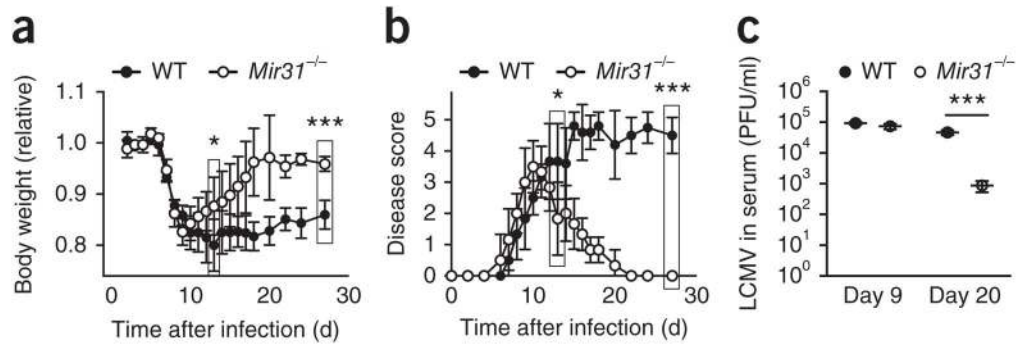 a
WT Mir31⁻/⁻
Body weight (relative)
1.1
1.0
0.9
0.8
* ***
0 10 20 30
Time after infection (d)
b
WT Mir31⁻/⁻
Disease score
5
4
3
2
1
0
* ***
0 10 20 30
Time after infection (d)
c
WT Mir31⁻/⁻
LCMV in serum (PFU/ml)
10⁶
10⁵
10⁴
10³
10²
10¹
10⁰
***
Day 9 Day 20